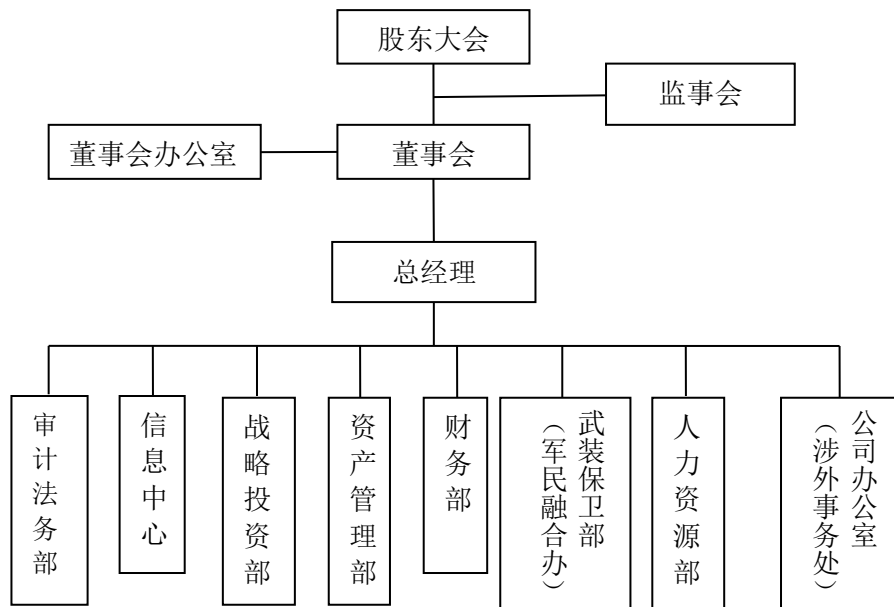 股东大会
监事会
董事会办公室
董事会
总经理
审计法务部
信息中心
战略投资部
资产管理部
财务部
武装保卫部
（军民融合办）
人力资源部
公司办公室
（涉外事务处）